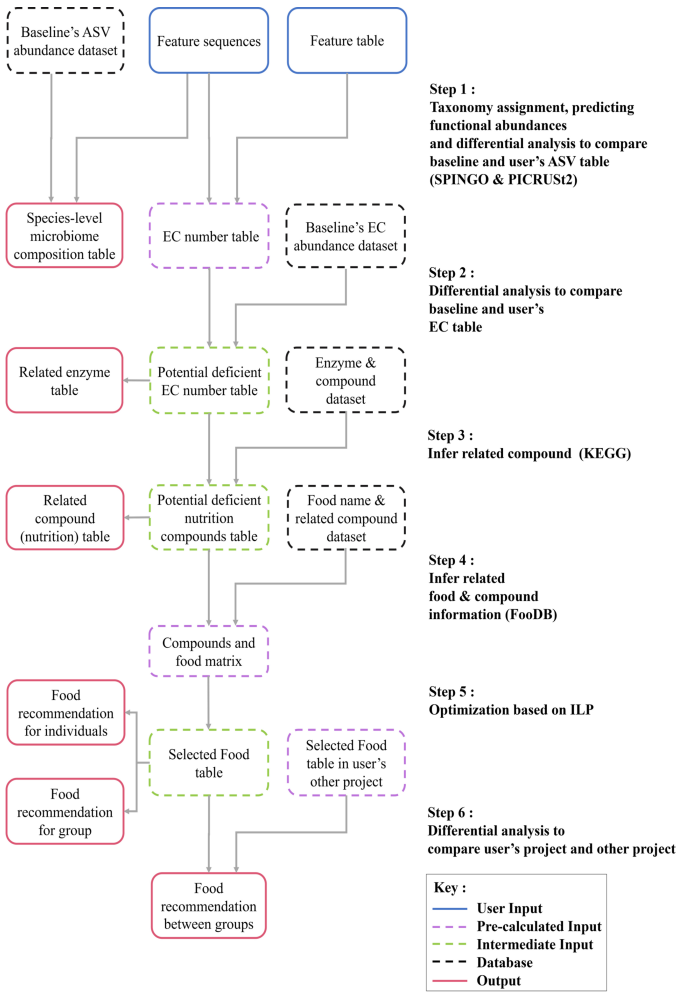 Baseline's ASV
abundance dataset
Feature sequences
Feature table
Step 1 :
Taxonomy assignment, predicting
functional abundances
and differential analysis to compare
baseline and user's ASV table
(SPINGO & PICRUSt2)
Species-level
microbiome
composition table
EC number table
Baseline's EC
abundance dataset
Step 2 :
Differential analysis to compare
baseline and user's
EC table
Related enzyme
table
Potential deficient
EC number table
Enzyme &
compound
dataset
Step 3 :
Infer related compound (KEGG)
Related
compound
(nutrition) table
Potential deficient
nutrition
compounds table
Food name &
related compound
dataset
Step 4 :
Infer related
food & compound
information (FooDB)
Compounds and
food matrix
Step 5 :
Optimization based on ILP
Food
recommendation
for individuals
Selected Food
table
Selected Food
table in user's
other project
Food
recommendation
for group
Step 6 :
Differential analysis to
compare user's project and other project
Food
recommendation
between groups
Key :
User Input
Pre-calculated Input
Intermediate Input
Database
Output